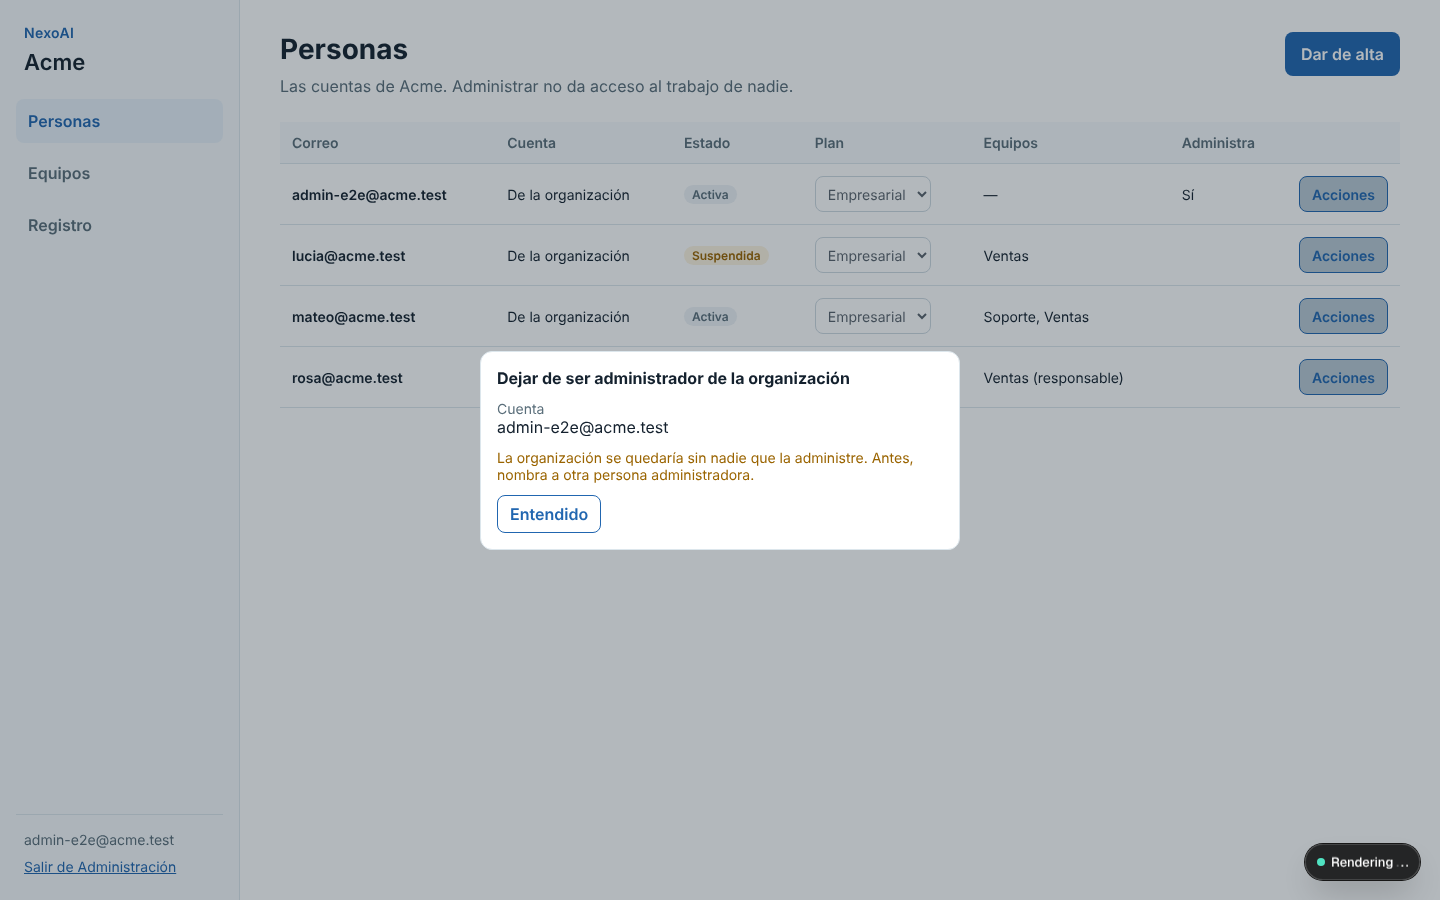 NexoAI
Acme
Personas
Equipos
Registro
admin-e2e@acme.test
Salir de Administración
Personas
Dar de alta
Las cuentas de Acme. Administrar no da acceso al trabajo de nadie.
Correo Cuenta Estado Plan Equipos Administra
admin-e2e@acme.test De la organización Activa Empresarial — Sí Acciones
lucia@acme.test De la organización Suspendida Empresarial Ventas Acciones
mateo@acme.test De la organización Activa Empresarial Soporte, Ventas Acciones
rosa@acme.test Ventas (responsable) Acciones
Dejar de ser administrador de la organización
Cuenta
admin-e2e@acme.test
La organización se quedaría sin nadie que la administre. Antes,
nombra a otra persona administradora.
Entendido
Rendering ...